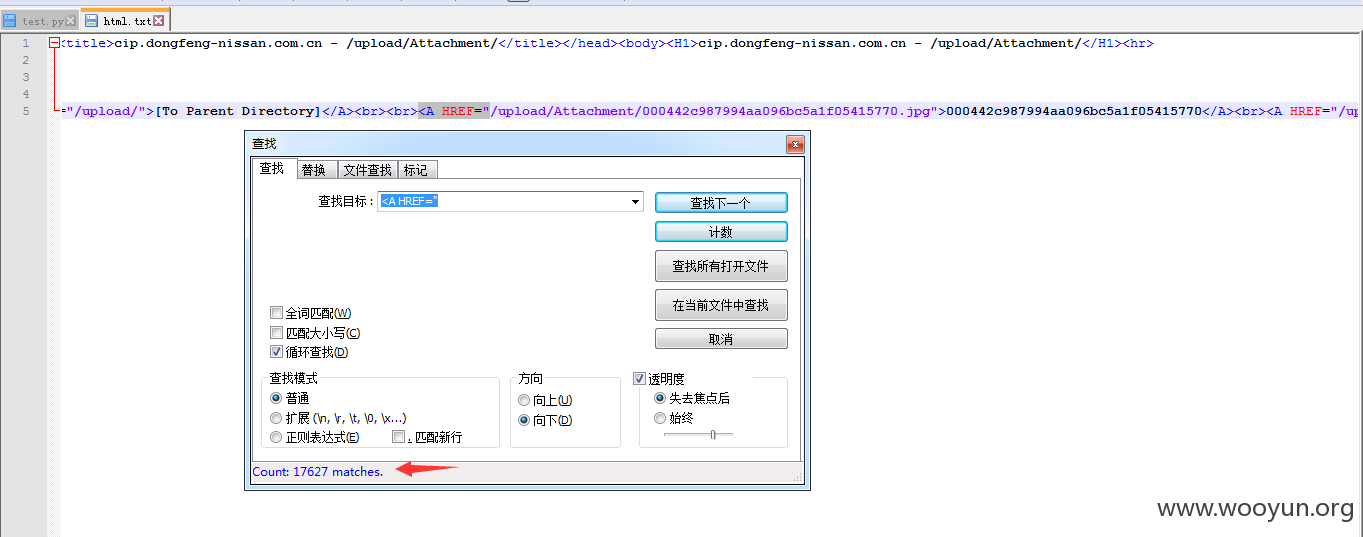 test.py html.txt
1 <title>cip.dongfeng-nissan.com.cn - /upload/Attachment/</title></head><body><H1>cip.dongfeng-nissan.com.cn - /upload/Attachment/</H1><hr>
2
3
4
5 ="/upload/">[To Parent Directory]</A><br><br><A HREF="/upload/Attachment/000442c987994aa096bc5a1f05415770.jpg">000442c987994aa096bc5a1f05415770</A><br><A HREF="/up
查找
查找 替换 文件查找 标记
查找目标: <A HREF=" 查找下一个
计数
查找所有打开文件
在当前文件中查找
取消
全词匹配(W)
匹配大小写(C)
循环查找(D)
查找模式
普通
扩展 (\n, \r, \t, \0, \x...)
正则表达式(E) . 匹配新行
方向
向上(U)
向下(D)
透明度
失去焦点后
始终
Count: 17627 matches.
www.wooyun.org